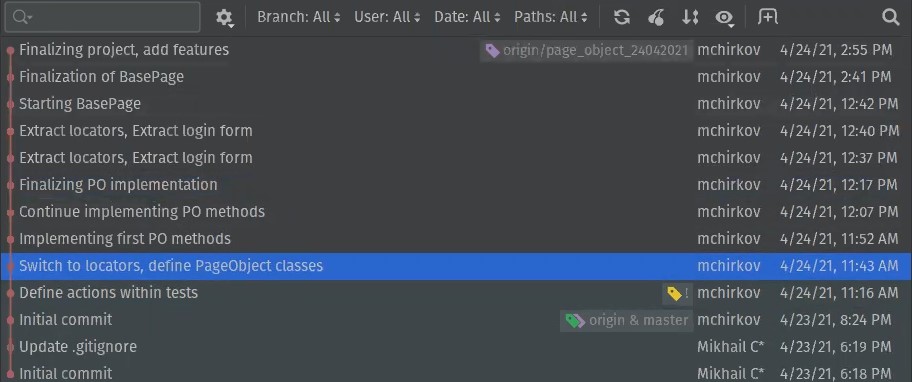 Branch: All User: All Date: All Paths: All
Finalizing project, add features origin/page_object_24042021 mchirkov 4/24/21, 2:55 PM
Finalization of BasePage mchirkov 4/24/21, 2:41 PM
Starting BasePage mchirkov 4/24/21, 12:42 PM
Extract locators, Extract login form mchirkov 4/24/21, 12:40 PM
Extract locators, Extract login form mchirkov 4/24/21, 12:37 PM
Finalizing PO implementation mchirkov 4/24/21, 12:17 PM
Continue implementing PO methods mchirkov 4/24/21, 12:07 PM
Implementing first PO methods mchirkov 4/24/21, 11:52 AM
Switch to locators, define PageObject classes mchirkov 4/24/21, 11:43 AM
Define actions within tests mchirkov 4/24/21, 11:16 AM
Initial commit origin & master mchirkov 4/23/21, 8:24 PM
Update .gitignore Mikhail C* 4/23/21, 6:19 PM
Initial commit Mikhail C* 4/23/21, 6:18 PM